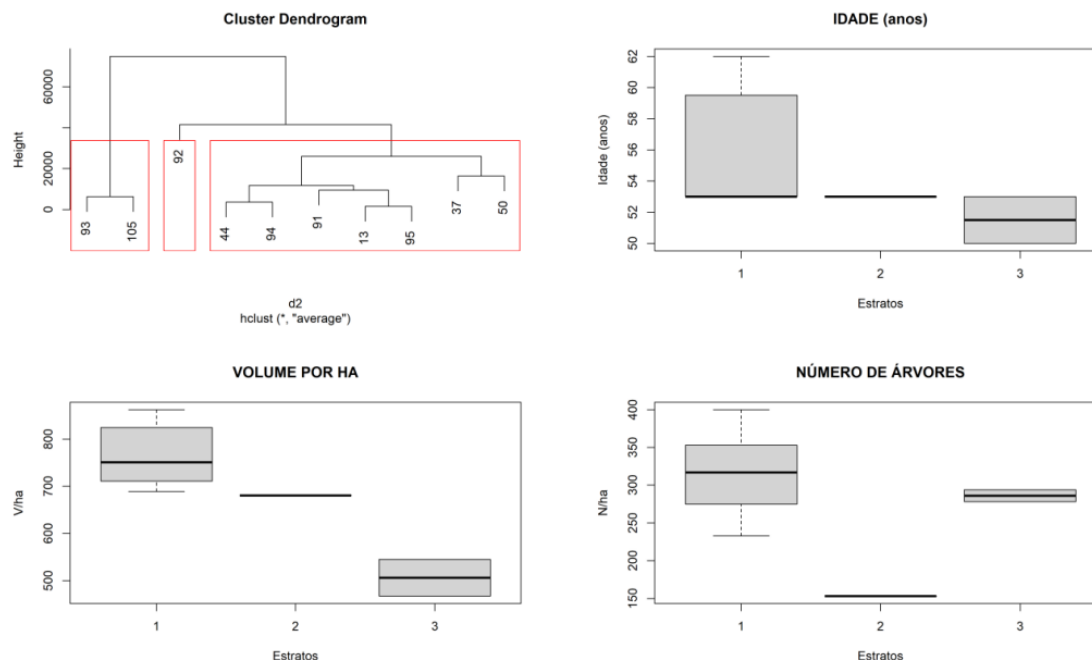 Cluster Dendrogram
Height
60000
20000
0
93
105
92
44
94
91
13
95
37
50
d2
hclust (*, "average")
IDADE (anos)
Idade (anos)
62
60
58
56
54
52
50
1 2 3
Estratos
VOLUME POR HA
V/ha
800
700
600
500
1 2 3
Estratos
NÚMERO DE ÁRVORES
N/ha
400
350
300
250
200
150
1 2 3
Estratos